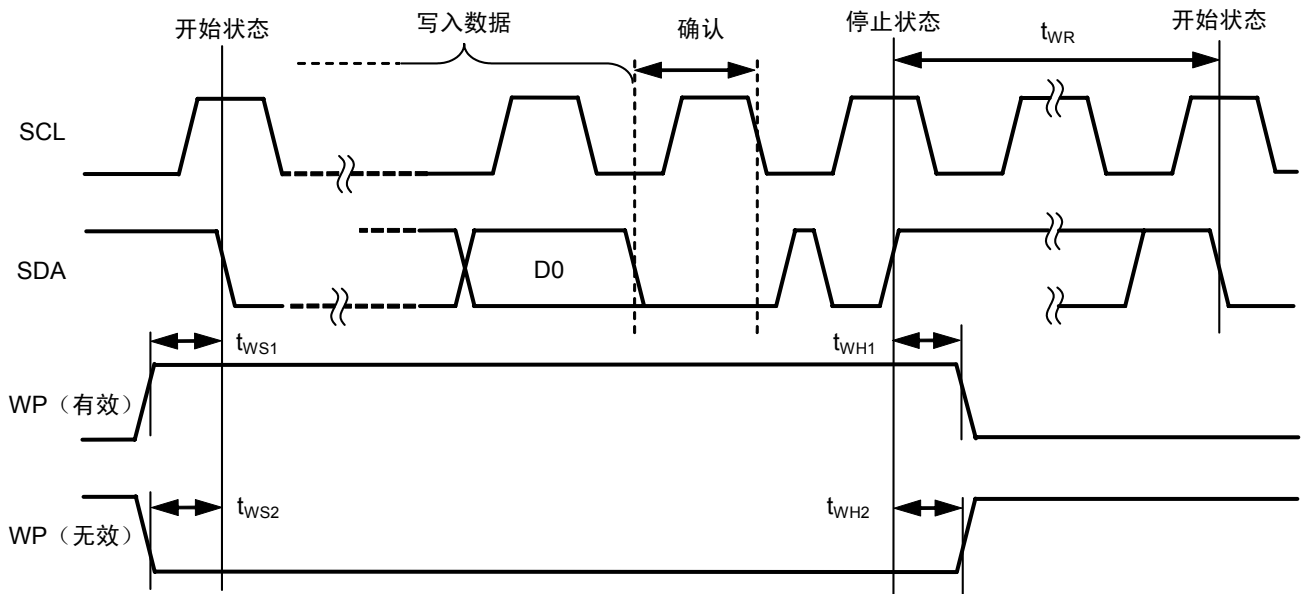 开始状态 写入数据 确认 停止状态 tWR 开始状态
SCL
SDA D0
tWS1 tWH1
WP（有效）
tWS2 tWH2
WP（无效）